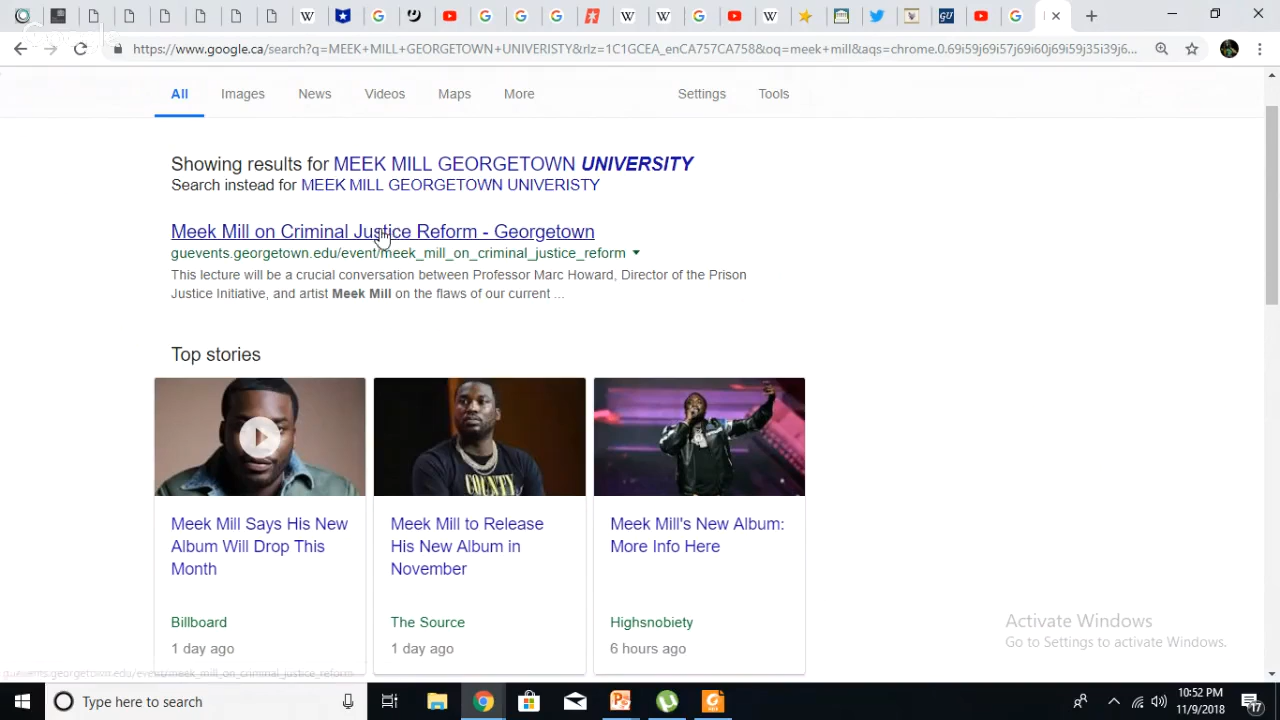 https://www.google.ca/search?q=MEEK+MILL+GEORGETOWN+UNIVERISTY&rlz=1C1GCEA_enCA757CA758&oq=meek+mill&aqs=chrome.0.69i59j69i57j69i60j69i59j35i39j6...
All Images News Videos Maps More Settings Tools
Showing results for MEEK MILL GEORGETOWN UNIVERSITY
Search instead for MEEK MILL GEORGETOWN UNIVERISTY
Meek Mill on Criminal Justice Reform - Georgetown
guevents.georgetown.edu/event/meek_mill_on_criminal_justice_reform
This lecture will be a crucial conversation between Professor Marc Howard, Director of the Prison
Justice Initiative, and artist Meek Mill on the flaws of our current ...
Top stories
COUNTY
Meek Mill Says His New
Album Will Drop This
Month
Billboard
1 day ago
Meek Mill to Release
His New Album in
November
The Source
1 day ago
Meek Mill's New Album:
More Info Here
Highsnobiety
6 hours ago
Activate Windows
Go to Settings to activate Windows.
guevents.georgetown.edu/event/meek_mill_on_criminal_justice_reform
Type here to search
10:52 PM
11/9/2018
17